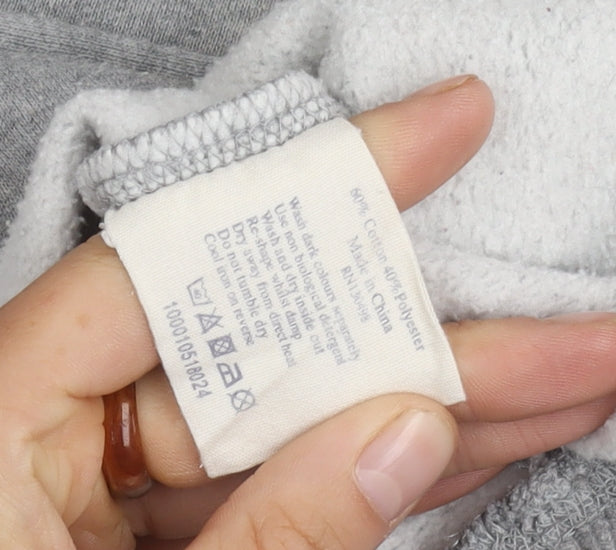 60% Cotton 40% Polyester
Made in China
Wash dark colours separately
Use non biological detergent
Wash and dry inside out
Re-shape whilst damp
Dry away from direct heat
Do not tumble dry
Cool iron on reverse
100010518024